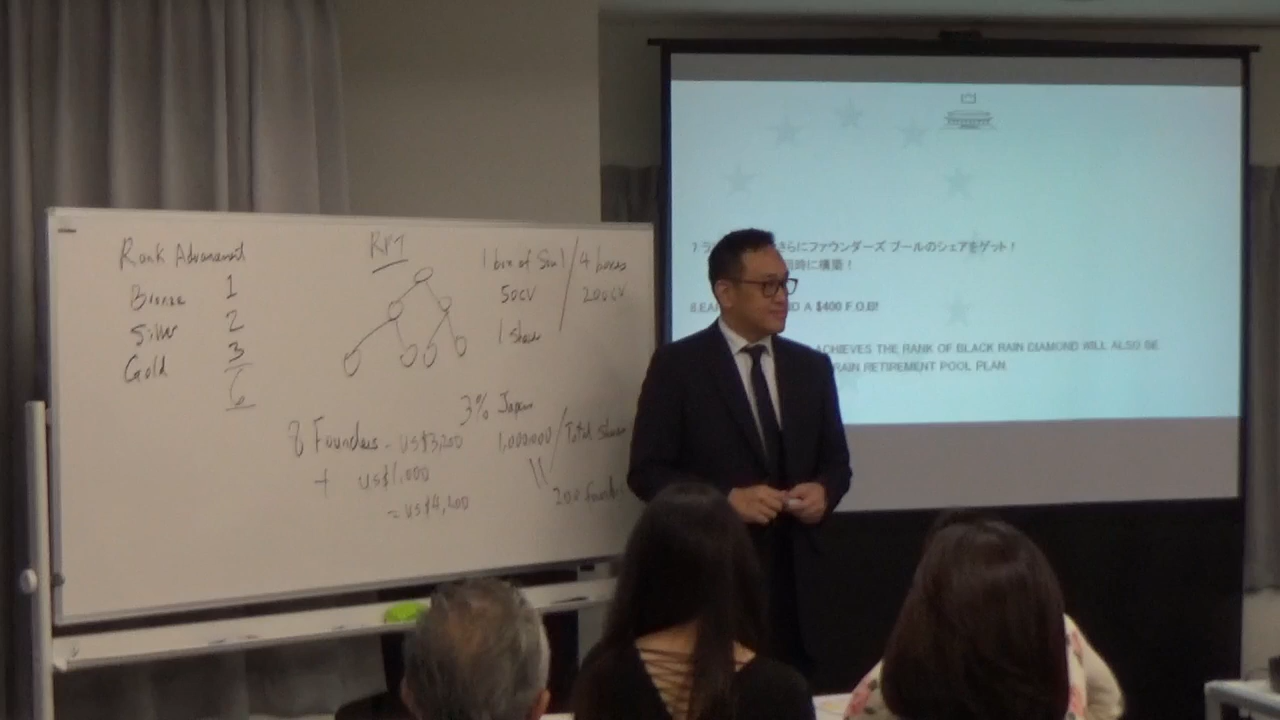 Rank Advancement
Bronze 1
Silver 2
Gold 3
6
RPT
1 box of Soul / 4 boxes
50CV / 200CV
1 share
3% Japan
8 Founders - US$3,200
+ US$1,000
= US$4,200
1,000,000 / Total shares
200
さらにファウンダーズ プールのシェアをゲット！
同時に構築！
A $400 F.O.B!
ACHIEVES THE RANK OF BLACK RAIN DIAMOND WILL ALSO BE
RAIN RETIREMENT POOL PLAN